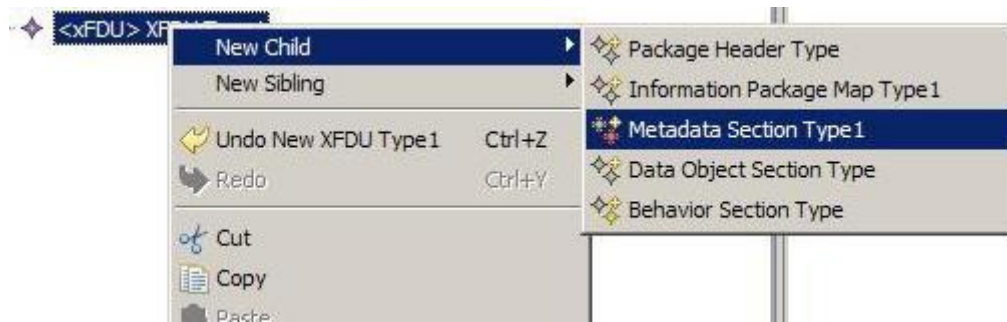 <xFDU> XF
New Child
New Sibling
Undo New XFDU Type1 Ctrl+Z
Redo Ctrl+Y
Cut
Copy
Paste
Package Header Type
Information Package Map Type1
Metadata Section Type1
Data Object Section Type
Behavior Section Type